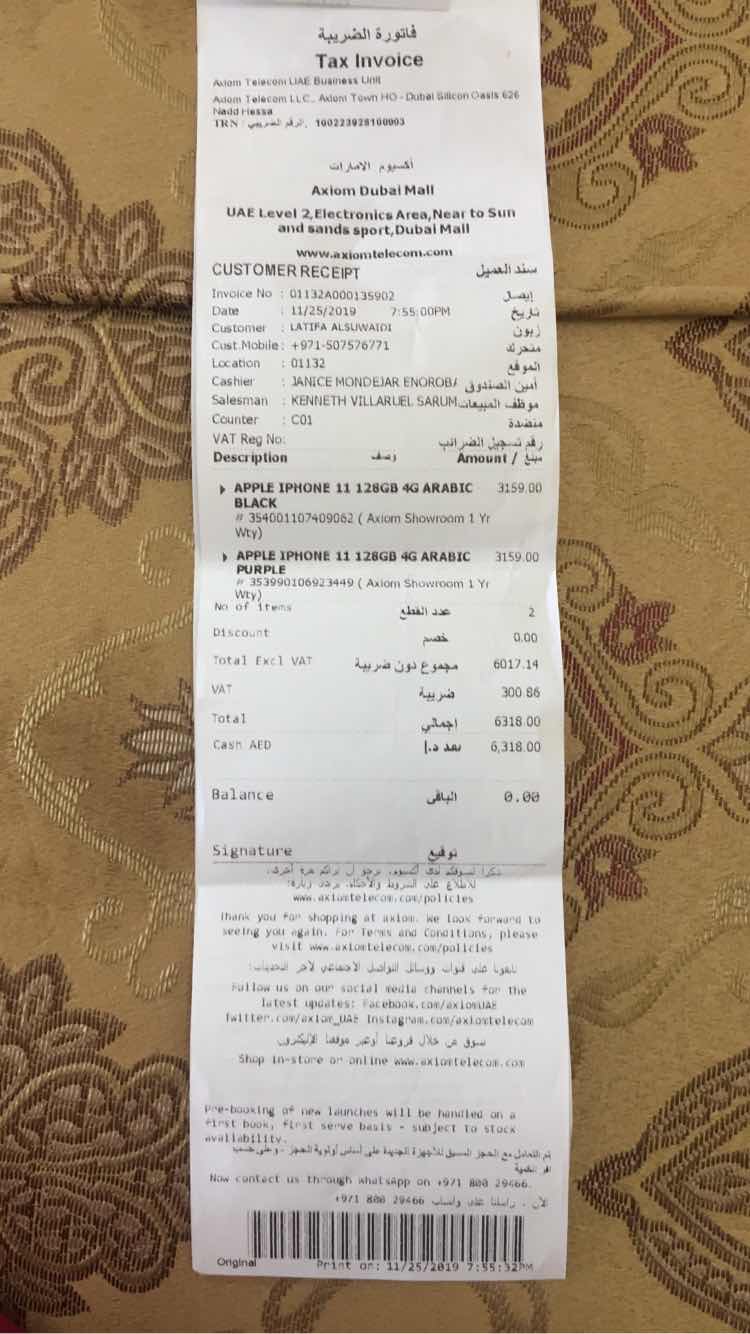 فاتورة الضريبة
Tax Invoice
Axiom Telecom UAE Business Unit
Axiom Telecom LLC., Axiom Town HO - Dubai Silicon Oasis 626
Nadd Hessa
TRN : الرقم الضريبي. 100223928100003
أكسيوم الامارات
Axiom Dubai Mall
UAE Level 2,Electronics Area,Near to Sun
and sands sport,Dubai Mall
www.axiomtelecom.com
CUSTOMER RECEIPT سند العميل
Invoice No : 01132A000135902 إيصال
Date : 11/25/2019 7:55:00PM تاريخ
Customer : LATIFA ALSUWAIDI زبون
Cust.Mobile : +971-507576771 متحرك
Location : 01132 الموقع
Cashier : JANICE MONDEJAR ENOROBA أمين الصندوق
Salesman : KENNETH VILLARUEL SARUM موظف المبيعات
Counter : C01 منضدة
VAT Reg No: رقم تسجيل الضرائب
Description وصف Amount / مبلغ
APPLE IPHONE 11 128GB 4G ARABIC 3159.00
BLACK
# 354001107409062 ( Axiom Showroom 1 Yr
Wty)
APPLE IPHONE 11 128GB 4G ARABIC 3159.00
PURPLE
# 353990106923449 ( Axiom Showroom 1 Yr
Wty)
No of items عدد القطع 2
Discount خصم 0.00
Total Excl VAT مجموع دون ضريبة 6017.14
VAT ضريبة 300.86
Total إجمالي 6318.00
Cash AED نقد د.إ 6,318.00
Balance الباقى 0.00
Signature توقيع
شكرا لتسوقكم لدى أكسيوم، نرجو أن نراكم مرة أخرى.
للاطلاع على الشروط والأحكام، يرجى زيارة:
www.axiomtelecom.com/policies
Thank you for shopping at axiom. We look forward to
seeing you again. For Terms and Conditions, please
visit www.axiomtelecom.com/policies
تابعونا على قنوات ووسائل التواصل الاجتماعي لآخر التحديثات:
Follow us on our social media channels for the
latest updates: Facebook.com/axiomUAE
Twitter.com/axiom_UAE Instagram.com/axiomtelecom
تسوق من خلال فروعنا أو عبر موقعنا الإليكتروني
Shop in-store or online www.axiomtelecom.com
Pre-booking of new launches will be handled on a
first book, first serve basis - subject to stock
availability.
يتم التعامل مع الحجز المسبق للأجهزة الجديدة على أساس أولوية الحجز - وعلى حسب
Now contact us through whatsApp on +971 800 29466.
الآن . راسلنا على واتساب 29466 800 971+
Original Print on: 11/25/2019 7:55:32PM